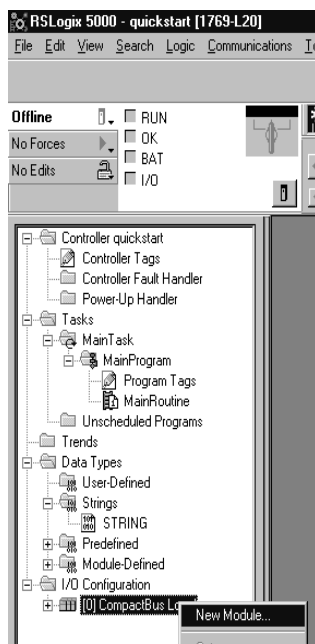 RSLogix 5000 - quickstart [1769-L20]
File Edit View Search Logic Communications
Offline
RUN
No Forces
OK
No Edits
BAT
I/O
Controller quickstart
Controller Tags
Controller Fault Handler
Power-Up Handler
Tasks
MainTask
MainProgram
Program Tags
MainRoutine
Unscheduled Programs
Trends
Data Types
User-Defined
Strings
STRING
Predefined
Module-Defined
I/O Configuration
[0] CompactBus
New Module...